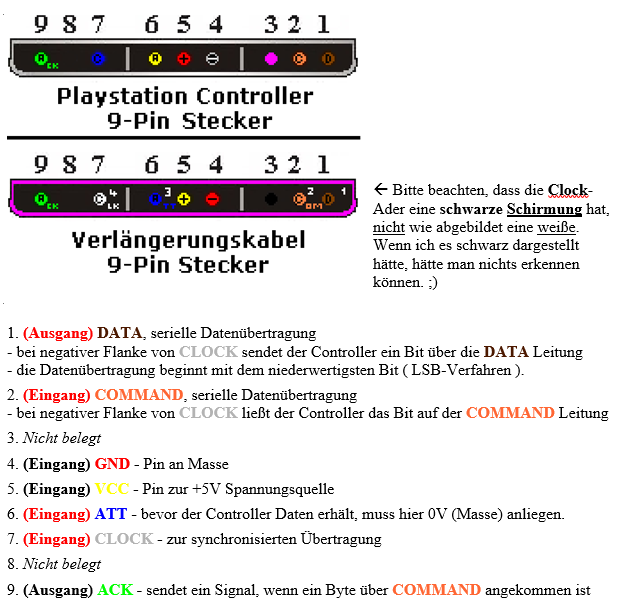 9 8 7 6 5 4 3 2 1
A CK C A + - C D
Playstation Controller
9-Pin Stecker
9 8 7 6 5 4 3 2 1
A CK C 4 LK A 3 TT + - C 2 OM D 1
Verlängerungskabel
9-Pin Stecker
← Bitte beachten, dass die Clock-
Ader eine schwarze Schirmung hat,
nicht wie abgebildet eine weiße.
Wenn ich es schwarz dargestellt
hätte, hätte man nichts erkennen
können. ;)
1. (Ausgang) DATA, serielle Datenübertragung
- bei negativer Flanke von CLOCK sendet der Controller ein Bit über die DATA Leitung
- die Datenübertragung beginnt mit dem niederwertigsten Bit ( LSB-Verfahren ).
2. (Eingang) COMMAND, serielle Datenübertragung
- bei negativer Flanke von CLOCK ließt der Controller das Bit auf der COMMAND Leitung
3. Nicht belegt
4. (Eingang) GND - Pin an Masse
5. (Eingang) VCC - Pin zur +5V Spannungsquelle
6. (Eingang) ATT - bevor der Controller Daten erhält, muss hier 0V (Masse) anliegen.
7. (Eingang) CLOCK - zur synchronisierten Übertragung
8. Nicht belegt
9. (Ausgang) ACK - sendet ein Signal, wenn ein Byte über COMMAND angekommen ist